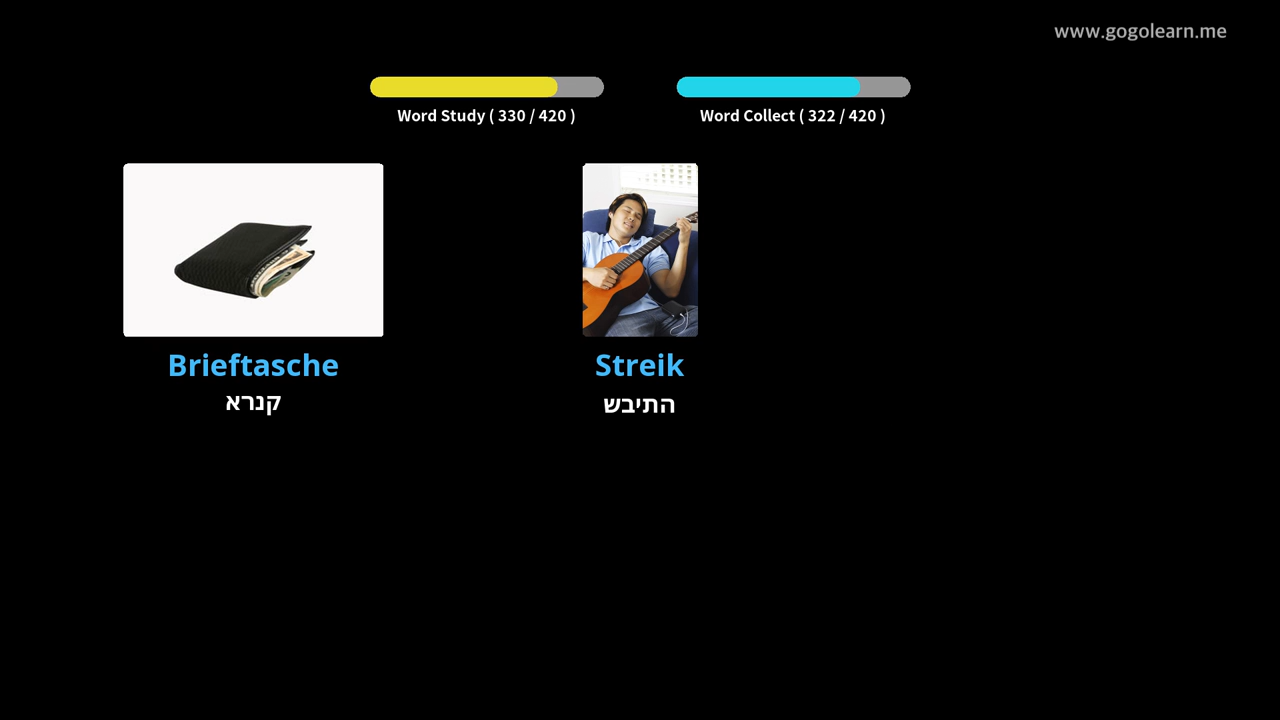 www.gogolearn.me
Word Study ( 330 / 420 )
Word Collect ( 322 / 420 )
Brieftasche
קנרא
Streik
התיבש